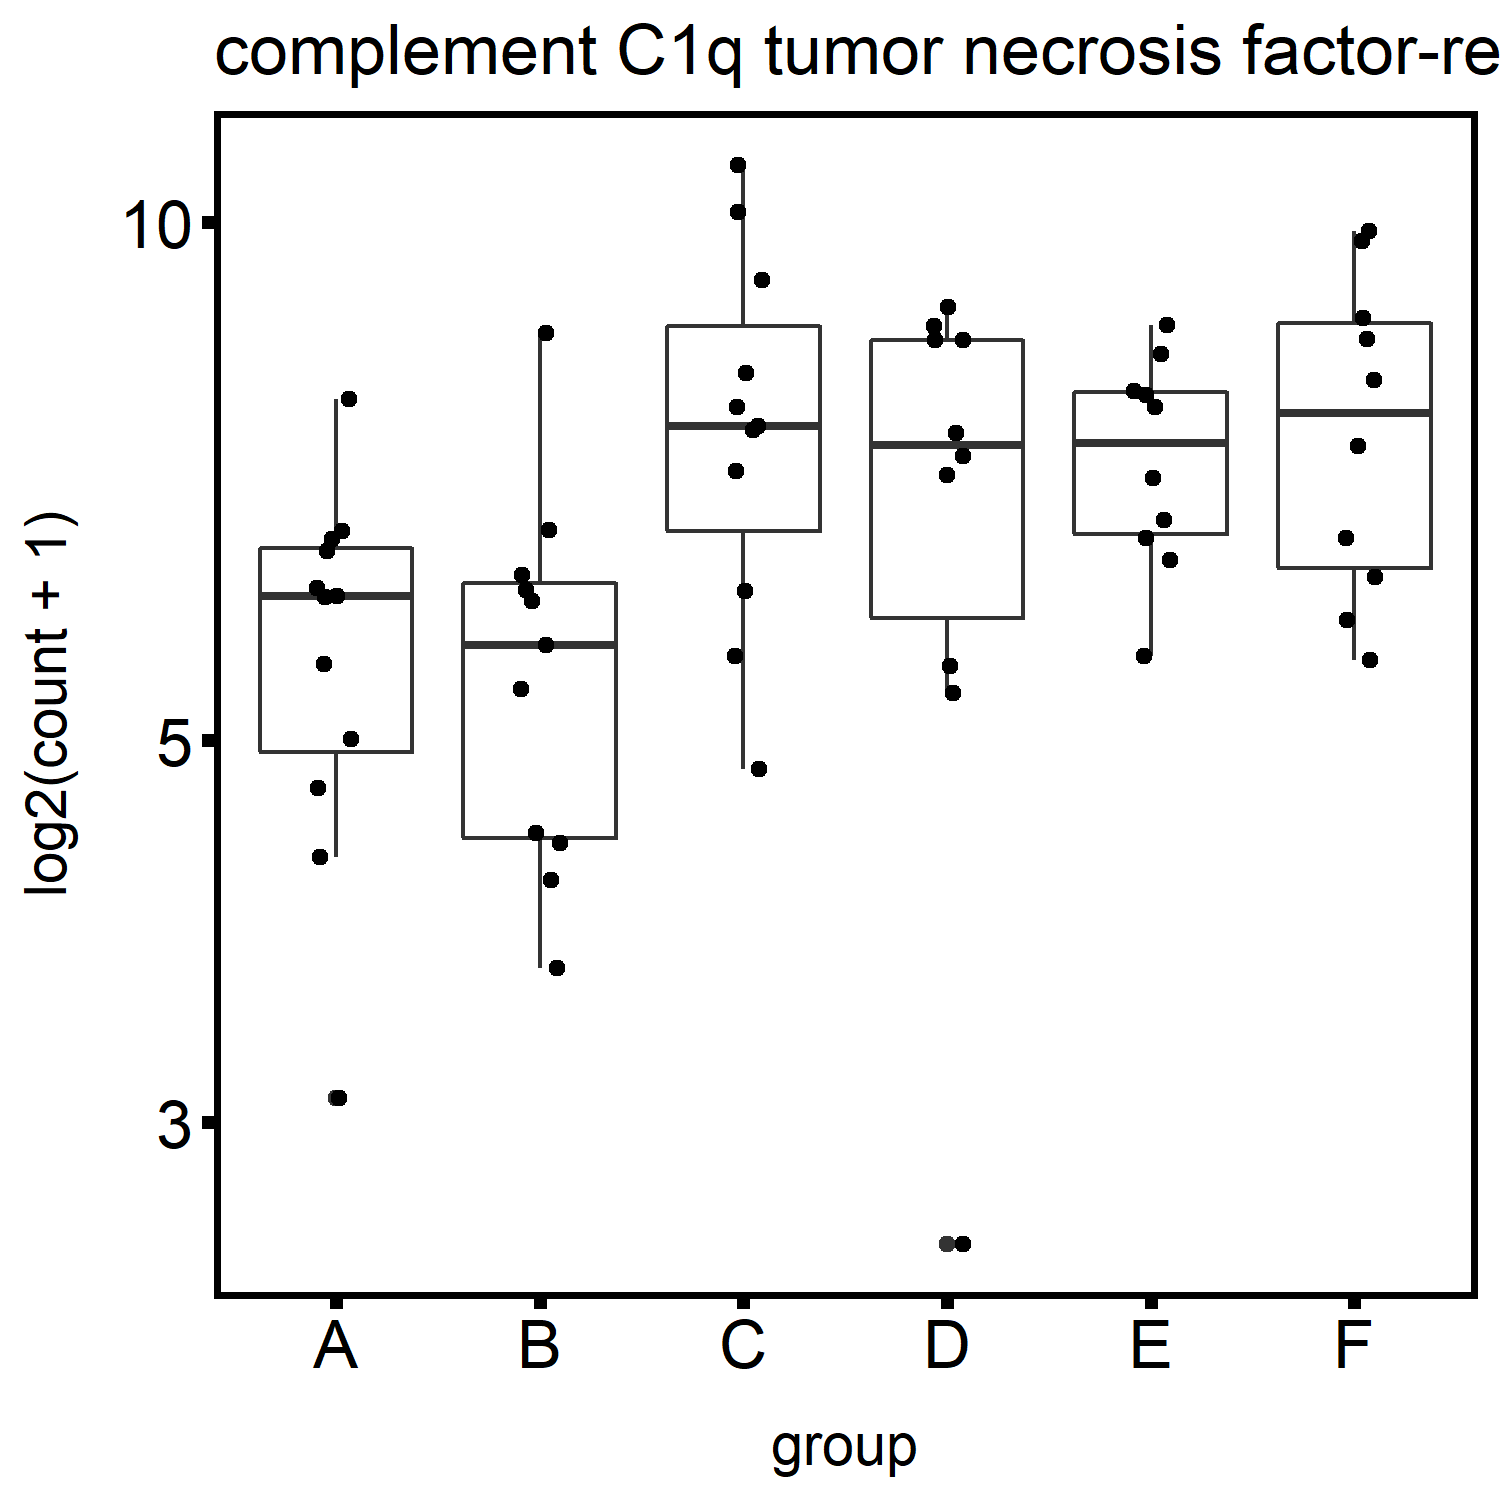 complement C1q tumor necrosis factor-re
10
5
3
log2(count + 1)
A B C D E F
group